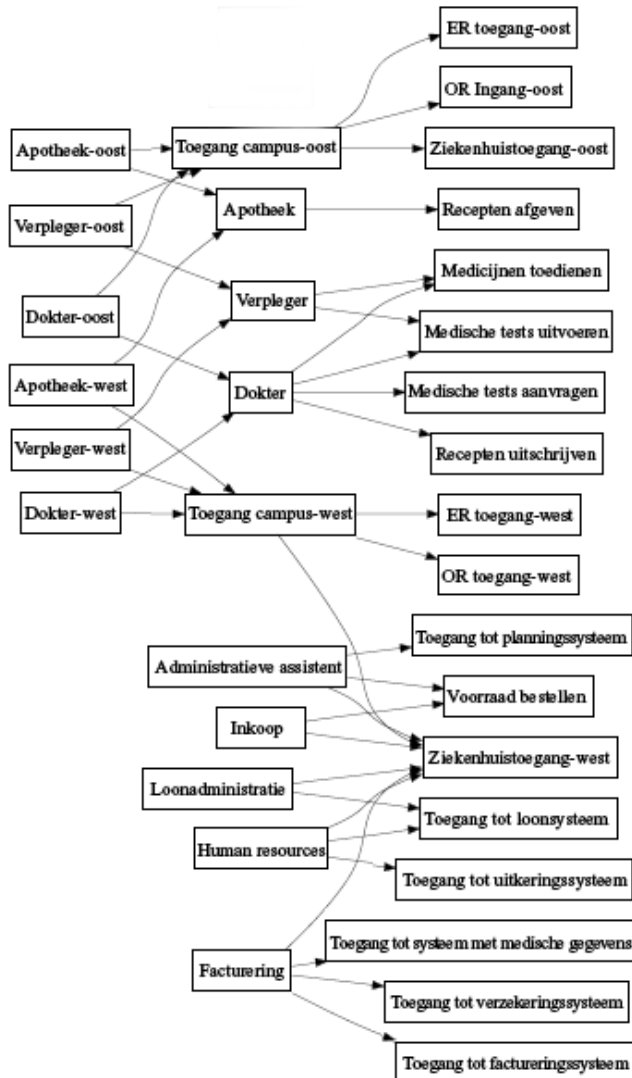 ER toegang-oost
OR Ingang-oost
Apotheek-oost
Toegang campus-oost
Ziekenhuistoegang-oost
Verpleger-oost
Apotheek
Recepten afgeven
Medicijnen toedienen
Verpleger
Dokter-oost
Medische tests uitvoeren
Apotheek-west
Dokter
Medische tests aanvragen
Verpleger-west
Recepten uitschrijven
Dokter-west
Toegang campus-west
ER toegang-west
OR toegang-west
Toegang tot planningssysteem
Administratieve assistent
Voorraad bestellen
Inkoop
Ziekenhuistoegang-west
Loonadministratie
Toegang tot loonsysteem
Human resources
Toegang tot uitkeringssysteem
Toegang tot systeem met medische gegevens
Facturering
Toegang tot verzekeringssysteem
Toegang tot factureringssysteem